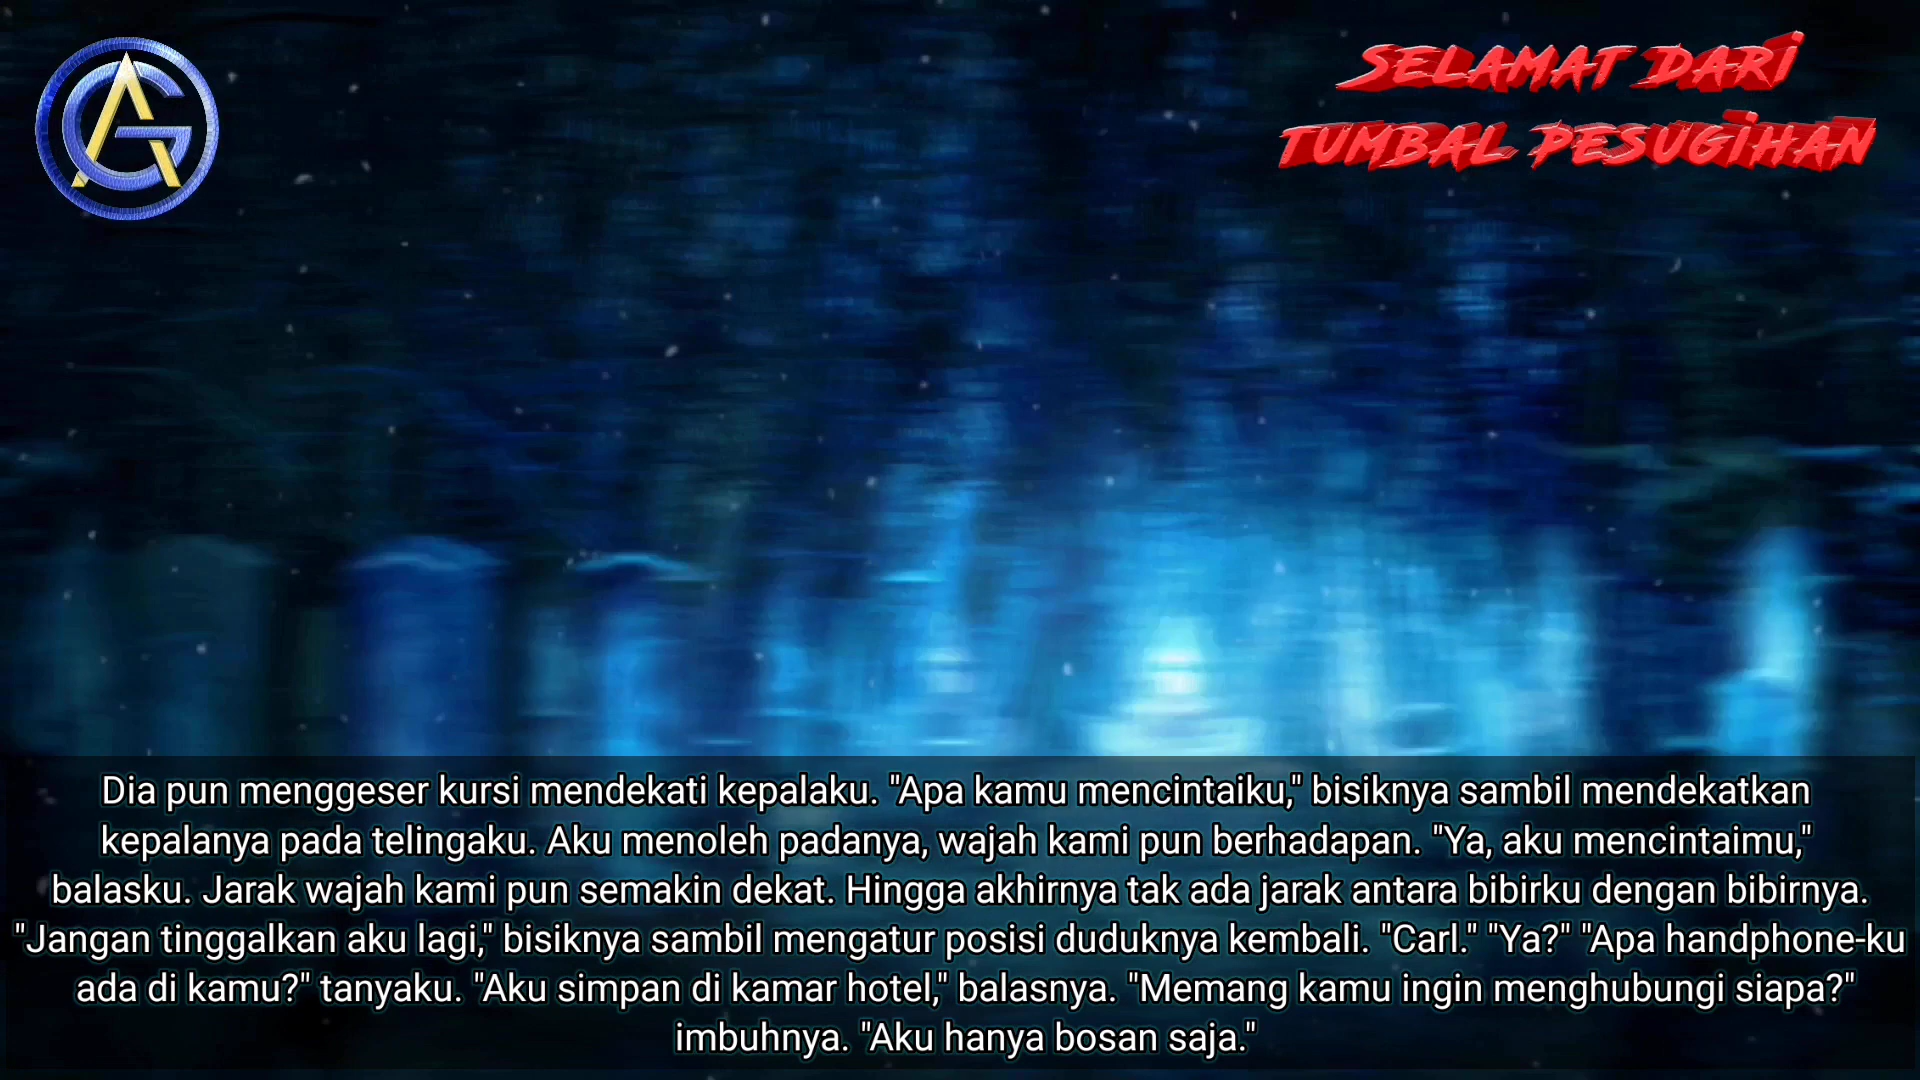 SELAMAT DARI
TUMBAL PESUGIHAN
Dia pun menggeser kursi mendekati kepalaku. "Apa kamu mencintaiku," bisiknya sambil mendekatkan
kepalanya pada telingaku. Aku menoleh padanya, wajah kami pun berhadapan. "Ya, aku mencintaimu,"
balasku. Jarak wajah kami pun semakin dekat. Hingga akhirnya tak ada jarak antara bibirku dengan bibirnya.
"Jangan tinggalkan aku lagi," bisiknya sambil mengatur posisi duduknya kembali. "Carl." "Ya?" "Apa handphone-ku
ada di kamu?" tanyaku. "Aku simpan di kamar hotel," balasnya. "Memang kamu ingin menghubungi siapa?"
imbuhnya. "Aku hanya bosan saja."